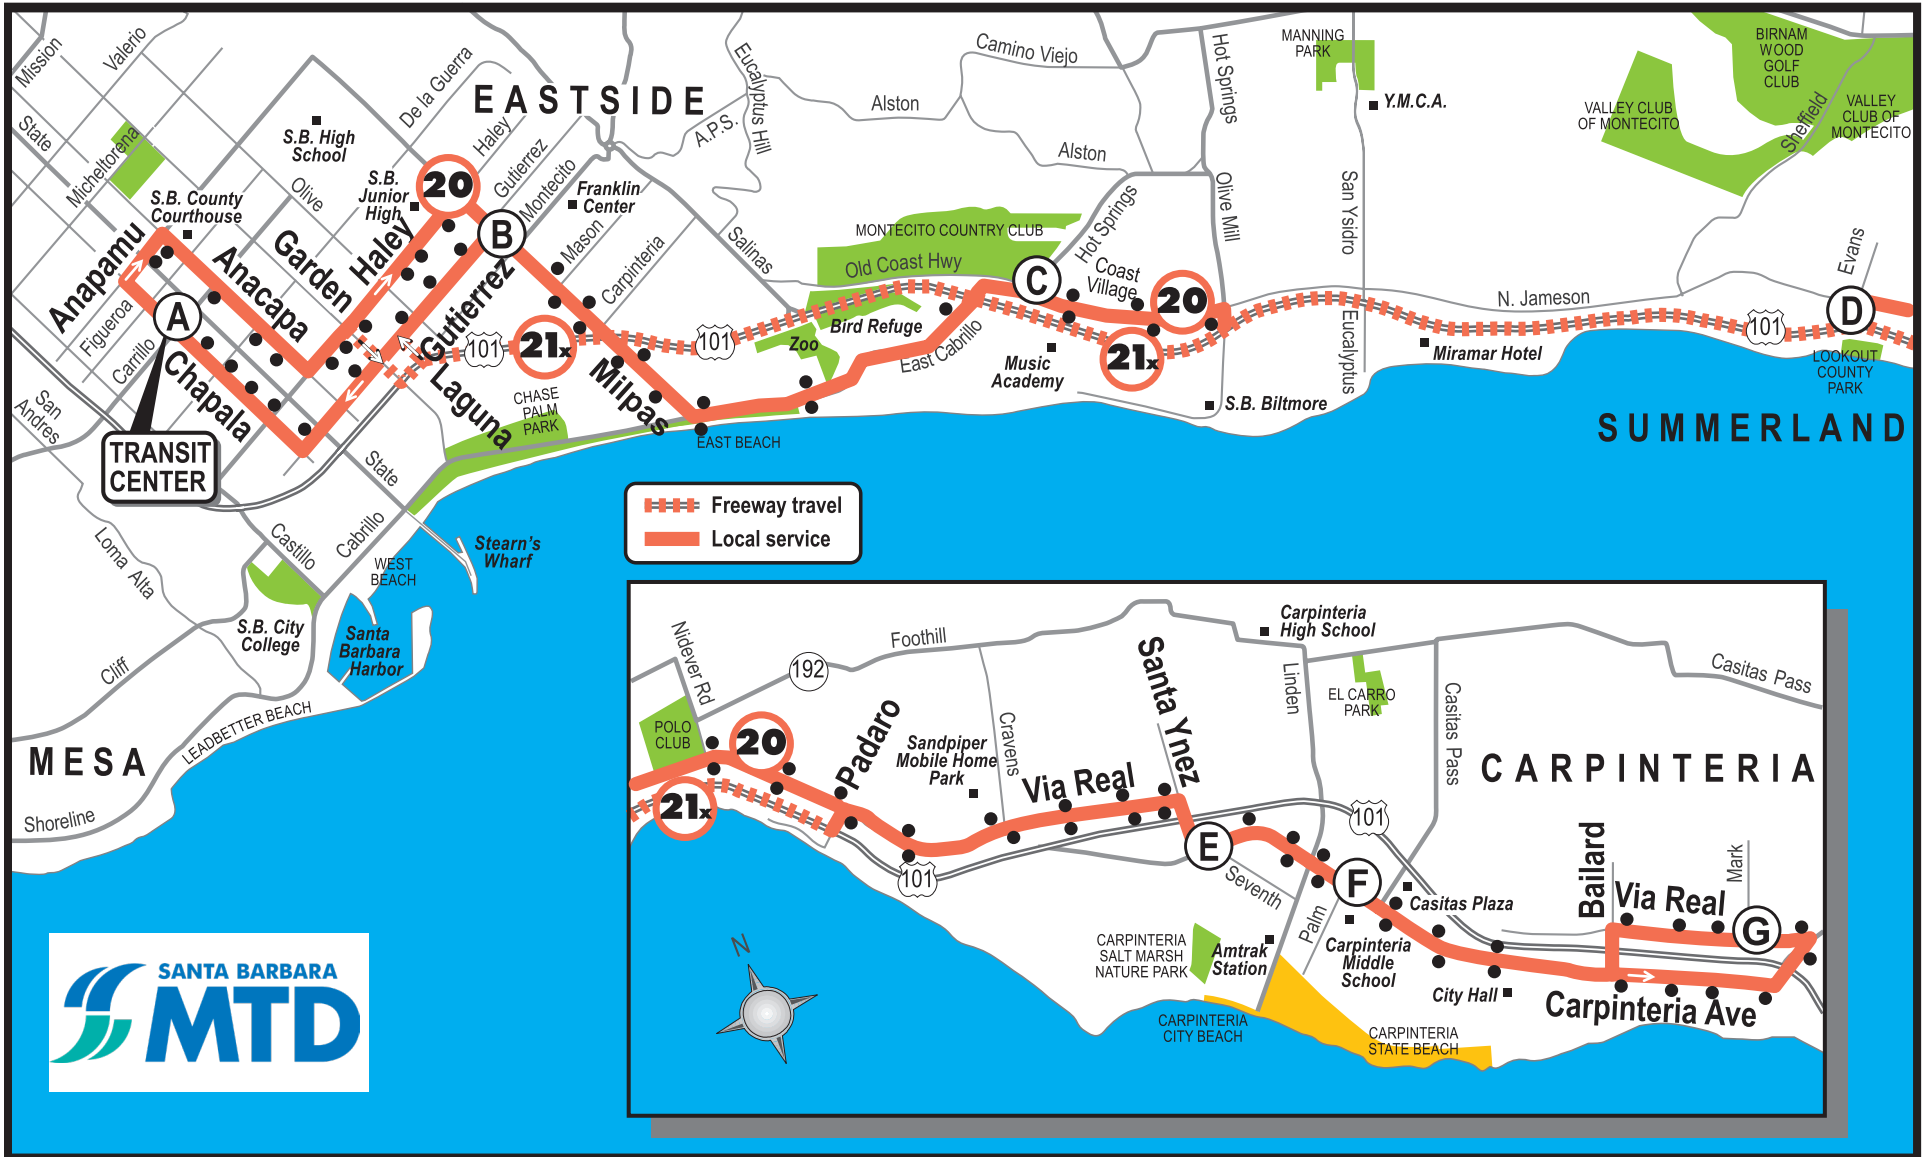 Mission
Valerio
State
Micheltorena
S.B. High
School
De la Guerra
EASTSIDE
Haley
Gutierrez
Montecito
Eucalyptus Hill
A.P.S.
Camino Viejo
Alston
Alston
Hot Springs
MANNING
PARK
Y.M.C.A.
VALLEY CLUB
OF MONTECITO
BIRNAM
WOOD
GOLF
CLUB
VALLEY
CLUB OF
MONTECITO
Sheffield
S.B. County
Courthouse
Olive
S.B.
Junior
High
20
B
Franklin
Center
Mason
Carpinteria
Salinas
MONTECITO COUNTRY CLUB
Old Coast Hwy
Hot Springs
Olive Mill
San Ysidro
Eucalyptus
Evans
N. Jameson
Anapamu
Anacapa
Garden
Haley
Gutierrez
Figueroa
Carrillo
A
Chapala
San
Andres
TRANSIT
CENTER
101
21x
101
Bird Refuge
Zoo
East Cabrillo
C
Coast
Village
20
21x
Music
Academy
S.B. Biltmore
Miramar Hotel
101
D
LOOKOUT
COUNTY
PARK
SUMMERLAND
Laguna
CHASE
PALM
PARK
Milpas
EAST BEACH
State
Cabrillo
Castillo
Loma Alta
WEST
BEACH
Stearn's
Wharf
Freeway travel
Local service
S.B. City
College
Santa
Barbara
Harbor
Cliff
LEADBETTER BEACH
MESA
Shoreline
SANTA BARBARA
MTD
Nidever Rd
192
Foothill
POLO
CLUB
20
21x
Padaro
Sandpiper
Mobile Home
Park
Cravens
Via Real
Santa Ynez
Carpinteria
High School
Linden
EL CARRO
PARK
Casitas Pass
Casitas Pass
CARPINTERIA
101
101
E
Seventh
F
Palm
Casitas Plaza
Carpinteria
Middle
School
City Hall
Amtrak
Station
CARPINTERIA
SALT MARSH
NATURE PARK
CARPINTERIA
CITY BEACH
CARPINTERIA
STATE BEACH
Bailard
Via Real
Mark
G
Carpinteria Ave
N